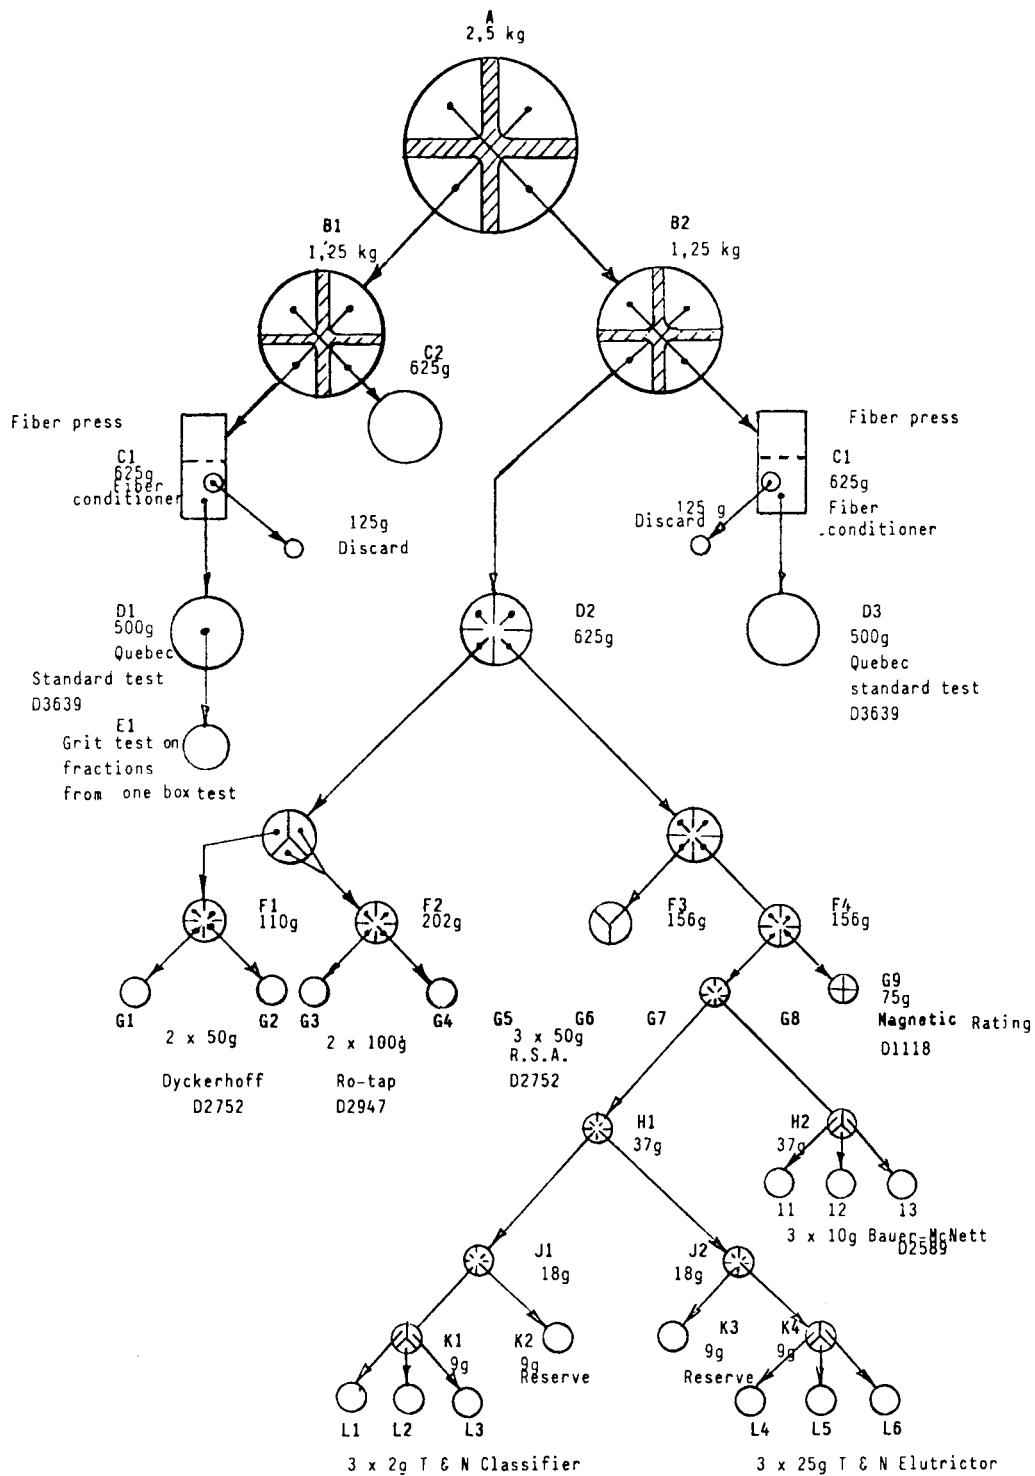 A
2,5 kg
B1
1,25 kg
B2
1,25 kg
C2
625g
Fiber press
C1
625g
Fiber
conditioner
125g
Discard
Fiber press
C1
625g
Fiber
conditioner
125 g
Discard
D1
500g
Quebec
Standard test
D3639
E1
Grit test on
fractions
from one box test
D2
625g
D3
500g
Quebec
standard test
D3639
F1
110g
F2
202g
F3
156g
F4
156g
G1
G2
2 x 50g
Dyckerhoff
D2752
G3
G4
2 x 100g
Ro-tap
D2947
G5
G6
G7
G8
3 x 50g
R.S.A.
D2752
G9
75g
Magnetic Rating
D1118
H1
37g
H2
37g
11
12
13
3 x 10g Bauer-McNett
D2589
J1
18g
J2
18g
K1
9g
K2
9g
Reserve
K3
9g
Reserve
K4
9g
L1
L2
L3
3 x 2g T & N Classifier
L4
L5
L6
3 x 25g T & N Elutrictor